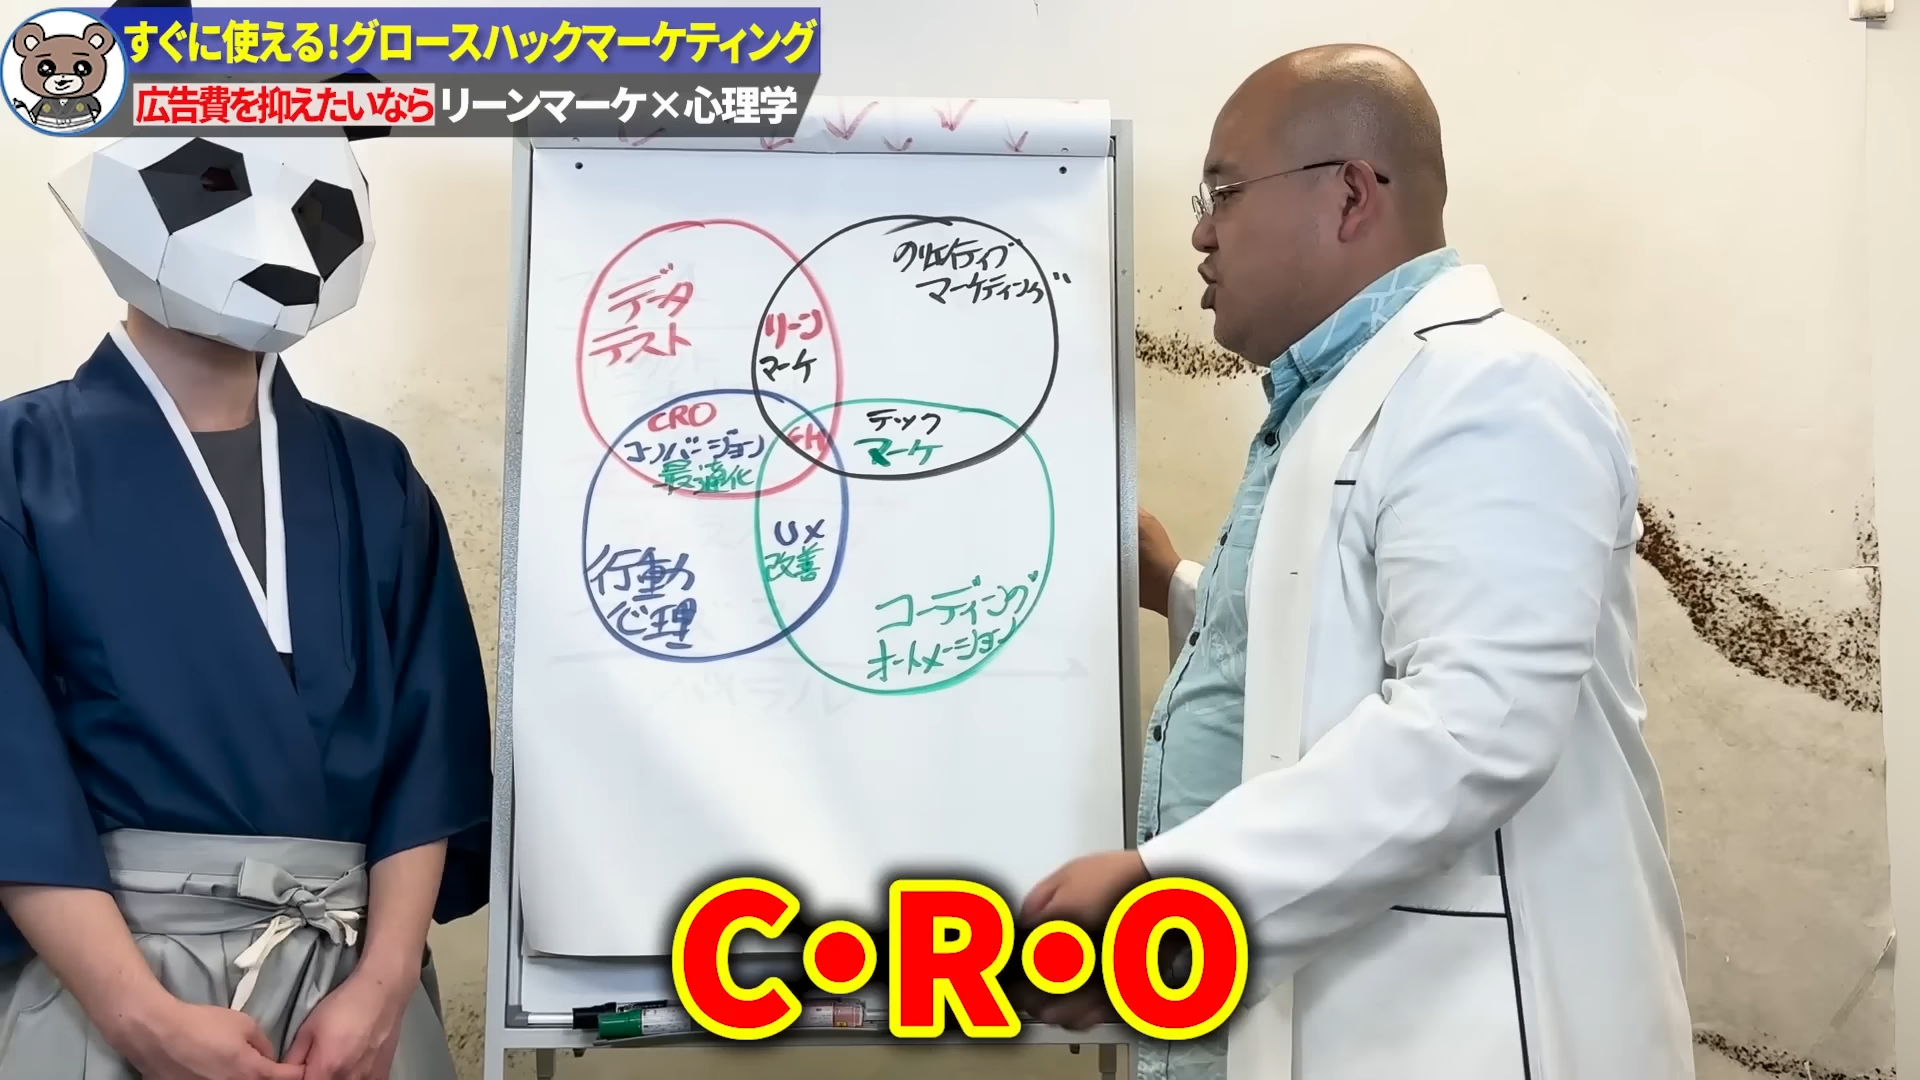 すぐに使える!グロースハックマーケティング
広告費を抑えたいなら リーンマーケ×心理学
データ
テスト
クリエイティブ
マーケティング
リーン
マーケ
CRO
コンバージョン
最適化
GH
テック
マーケ
UX
改善
行動
心理
コーディング
オートメーション
C・R・O